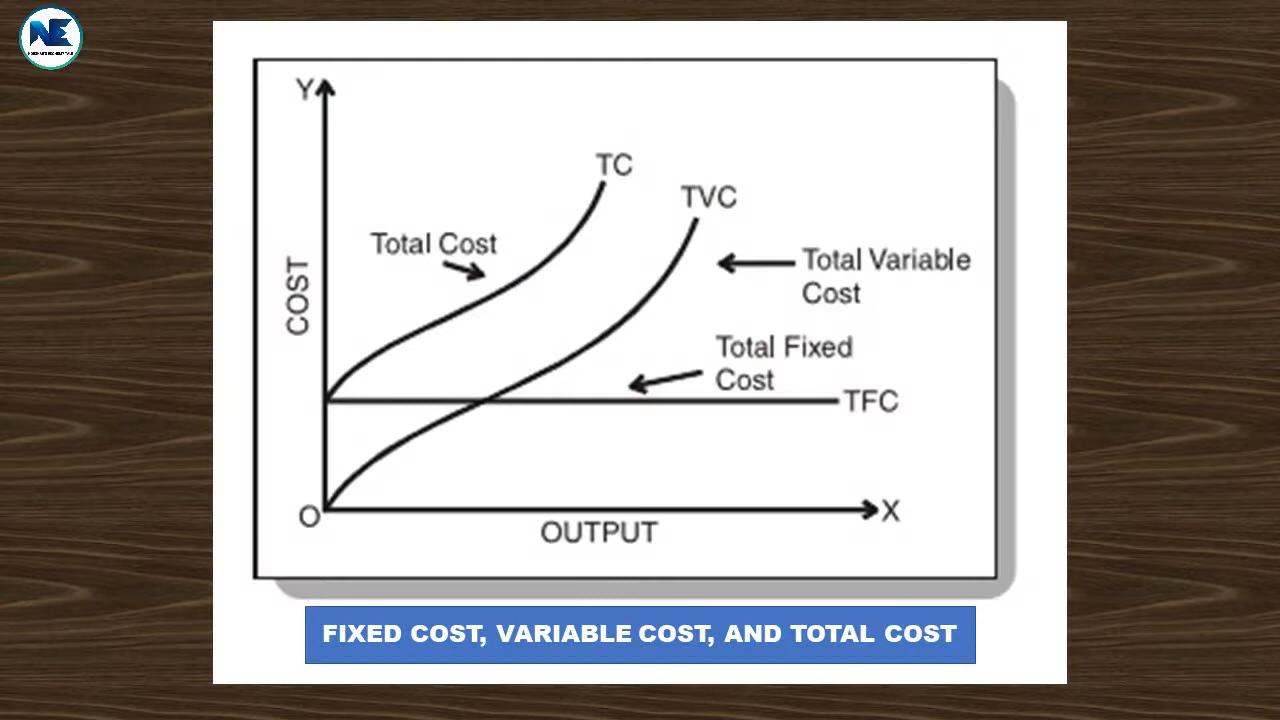 NE
Y
TC
TVC
Total Cost
Total Variable
Cost
COST
Total Fixed
Cost
TFC
O
X
OUTPUT
FIXED COST, VARIABLE COST, AND TOTAL COST